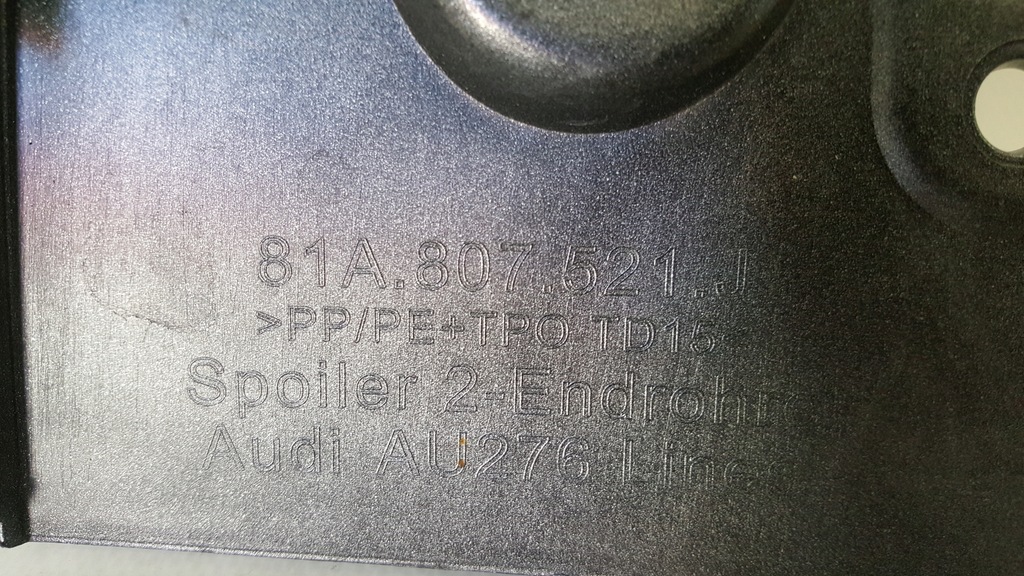 81A.807.521.J
>PP/PE+TPO-TD15
Spoiler 2-Endrohr
Audi AU276